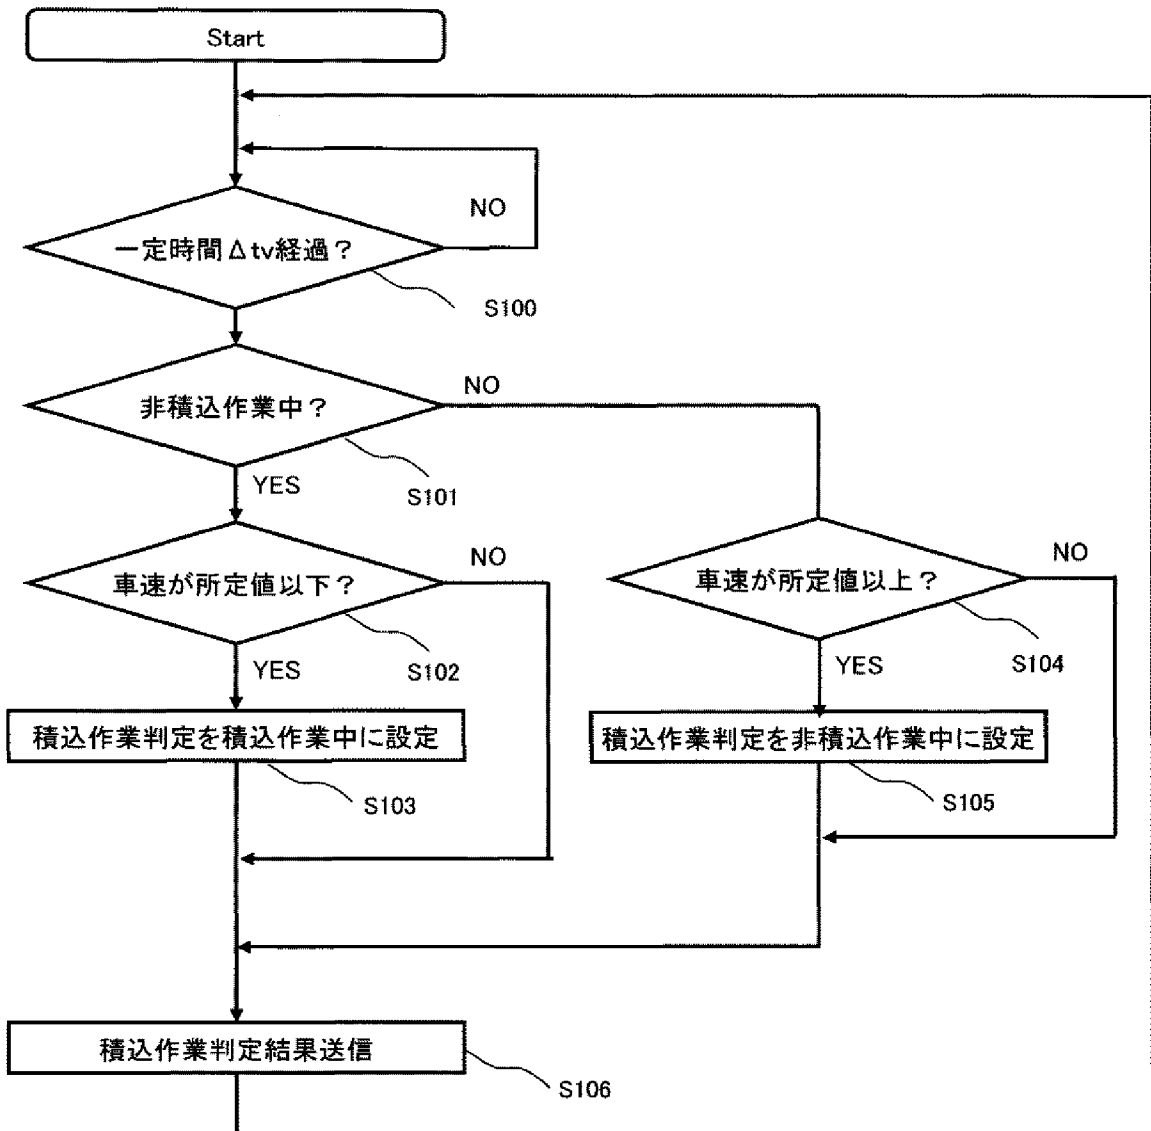 Start
NO
一定時間Δtv経過？
S100
NO
非積込作業中？
S101
YES
NO
車速が所定値以下？
S102
YES
NO
車速が所定値以上？
S104
YES
積込作業判定を積込作業中に設定
S103
積込作業判定を非積込作業中に設定
S105
積込作業判定結果送信
S106